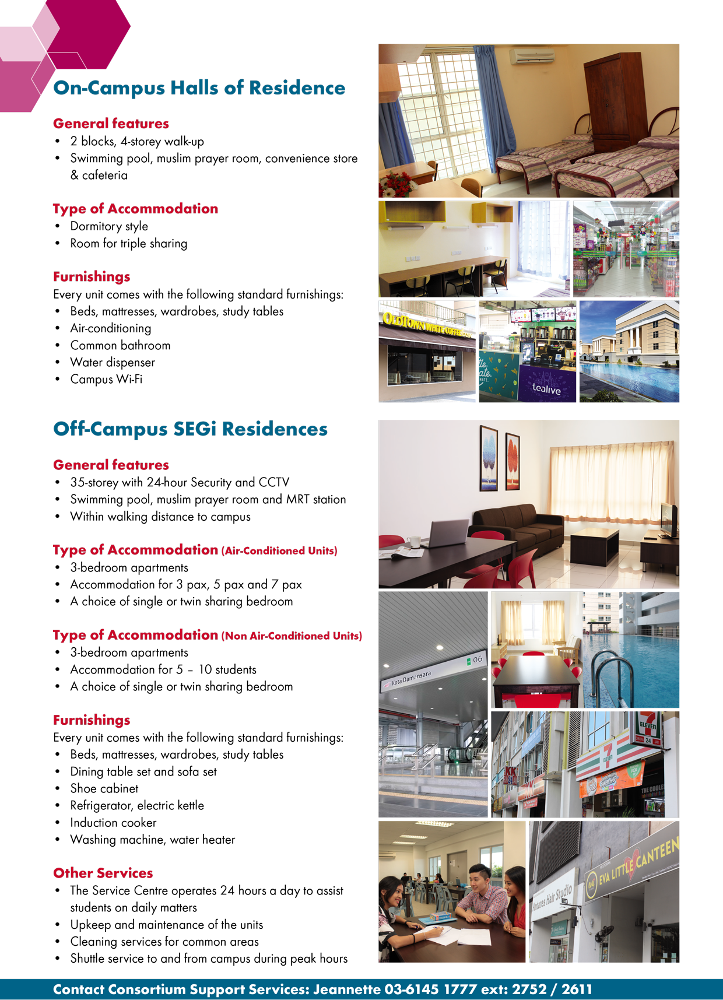 On-Campus Halls of Residence
General features
• 2 blocks, 4-storey walk-up
• Swimming pool, muslim prayer room, convenience store
& cafeteria
Type of Accommodation
• Dormitory style
• Room for triple sharing
Furnishings
Every unit comes with the following standard furnishings:
• Beds, mattresses, wardrobes, study tables
• Air-conditioning
• Common bathroom
• Water dispenser
• Campus Wi-Fi
OLDTOWN WHITE COFFEE
tealive
Off-Campus SEGi Residences
General features
• 35-storey with 24-hour Security and CCTV
• Swimming pool, muslim prayer room and MRT station
• Within walking distance to campus
Type of Accommodation (Air-Conditioned Units)
• 3-bedroom apartments
• Accommodation for 3 pax, 5 pax and 7 pax
• A choice of single or twin sharing bedroom
Type of Accommodation (Non Air-Conditioned Units)
• 3-bedroom apartments
• Accommodation for 5 – 10 students
• A choice of single or twin sharing bedroom
Furnishings
Every unit comes with the following standard furnishings:
• Beds, mattresses, wardrobes, study tables
• Dining table set and sofa set
• Shoe cabinet
• Refrigerator, electric kettle
• Induction cooker
• Washing machine, water heater
Other Services
• The Service Centre operates 24 hours a day to assist
students on daily matters
• Upkeep and maintenance of the units
• Cleaning services for common areas
• Shuttle service to and from campus during peak hours
06
Kota Damansara
7
ELEVEN
24
7
ELEVEN
KK
24
KK
THE COOLE
EVA LITTLE CANTEEN
Antares Hair Studio
Contact Consortium Support Services: Jeannette 03-6145 1777 ext: 2752 / 2611